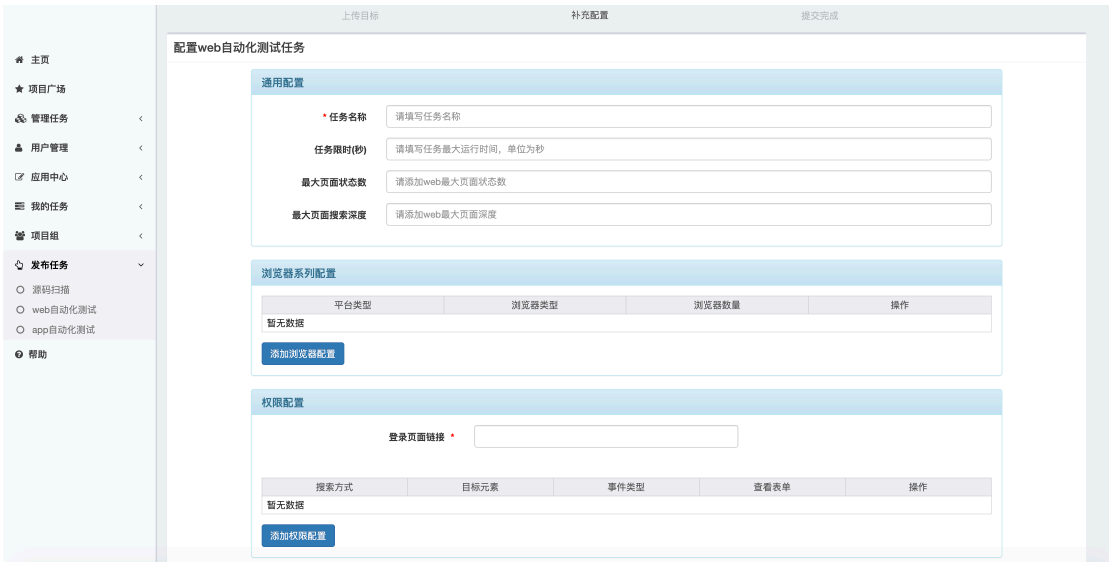 上传目标 补充配置 提交完成
配置web自动化测试任务
主页
项目广场
管理任务
用户管理
应用中心
我的任务
项目组
发布任务
源码扫描
web自动化测试
app自动化测试
帮助
通用配置
* 任务名称 请填写任务名称
任务限时(秒) 请填写任务最大运行时间，单位为秒
最大页面状态数 请添加web最大页面状态数
最大页面搜索深度 请添加web最大页面深度
浏览器系列配置
平台类型 浏览器类型 浏览器数量 操作
暂无数据
添加浏览器配置
权限配置
登录页面链接 *
搜索方式 目标元素 事件类型 查看表单 操作
暂无数据
添加权限配置